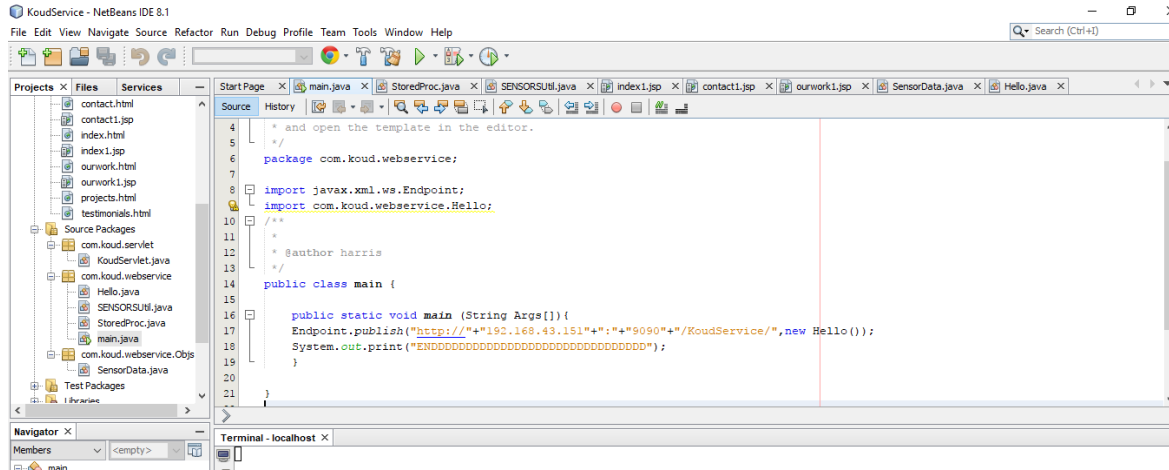 KoudService - NetBeans IDE 8.1
File Edit View Navigate Source Refactor Run Debug Profile Team Tools Window Help
Search (Ctrl+I)
Projects Files Services
contact.html
contact1.jsp
index.html
index1.jsp
ourwork.html
ourwork1.jsp
projects.html
testimonials.html
Source Packages
com.koud.servlet
KoudServlet.java
com.koud.webservice
Hello.java
SENSORSUtil.java
StoredProc.java
main.java
com.koud.webservice.Objs
SensorData.java
Test Packages
Libraries
Navigator
Members <empty>
main
Start Page main.java StoredProc.java SENSORSUtil.java index1.jsp contact1.jsp ourwork1.jsp SensorData.java Hello.java
Source History
4 * and open the template in the editor.
5 */
6 package com.koud.webservice;
7
8 import javax.xml.ws.Endpoint;
import com.koud.webservice.Hello;
10 /**
11 *
12 * @author harris
13 */
14 public class main {
15
16 public static void main (String Args[]){
17 Endpoint.publish("http://"+"192.168.43.151"+":"+"9090"+"/KoudService/",new Hello());
18 System.out.print("ENDDDDDDDDDDDDDDDDDDDDDDDDDDDDDDD");
19 }
20
21 }
Terminal - localhost